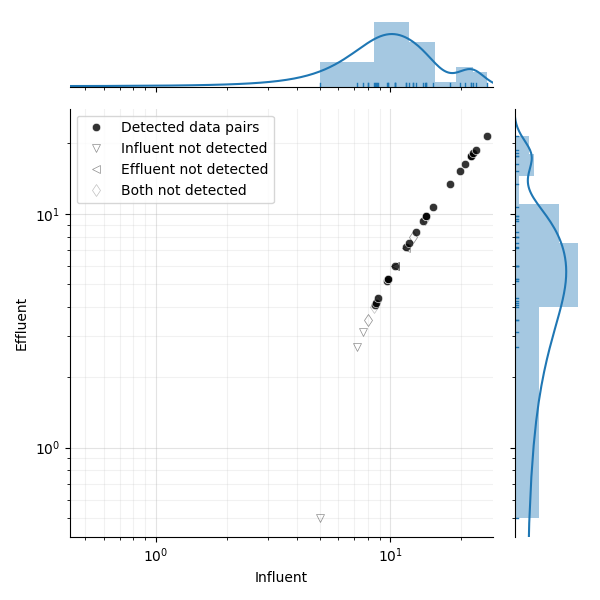 Detected data pairs
Influent not detected
Effluent not detected
Both not detected
Effluent
10¹
10⁰
10⁰ 10¹
Influent